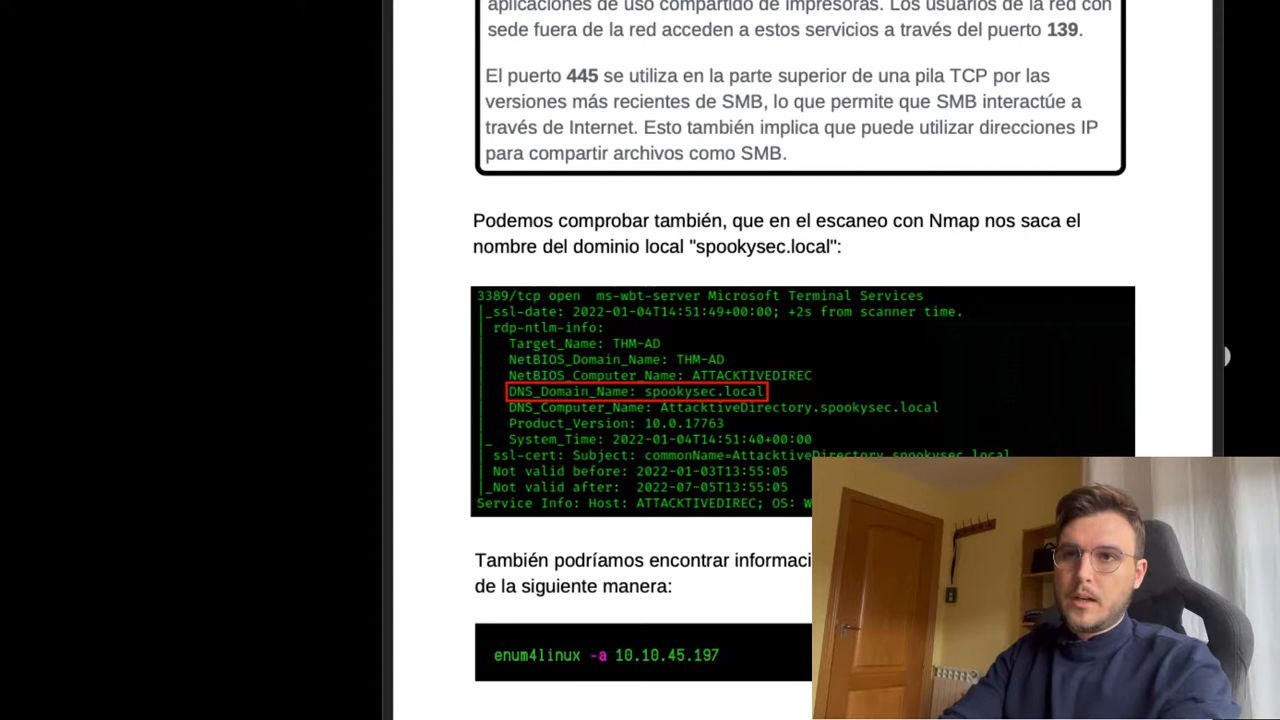 aplicaciones de uso compartido de impresoras. Los usuarios de la red con
sede fuera de la red acceden a estos servicios a través del puerto 139.
El puerto 445 se utiliza en la parte superior de una pila TCP por las
versiones más recientes de SMB, lo que permite que SMB interactúe a
través de Internet. Esto también implica que puede utilizar direcciones IP
para compartir archivos como SMB.
Podemos comprobar también, que en el escaneo con Nmap nos saca el
nombre del dominio local "spookysec.local":
3389/tcp open  ms-wbt-server Microsoft Terminal Services
|_ssl-date: 2022-01-04T14:51:49+00:00; +2s from scanner time.
| rdp-ntlm-info:
|   Target_Name: THM-AD
|   NetBIOS_Domain_Name: THM-AD
|   NetBIOS_Computer_Name: ATTACKTIVEDIREC
|   DNS_Domain_Name: spookysec.local
|   DNS_Computer_Name: AttacktiveDirectory.spookysec.local
|   Product_Version: 10.0.17763
|_  System_Time: 2022-01-04T14:51:40+00:00
| ssl-cert: Subject: commonName=AttacktiveDirectory.spookysec.local
| Not valid before: 2022-01-03T13:55:05
|_Not valid after:  2022-07-05T13:55:05
Service Info: Host: ATTACKTIVEDIREC; OS:
También podríamos encontrar
de la siguiente manera:
enum4linux -a 10.10.45.197